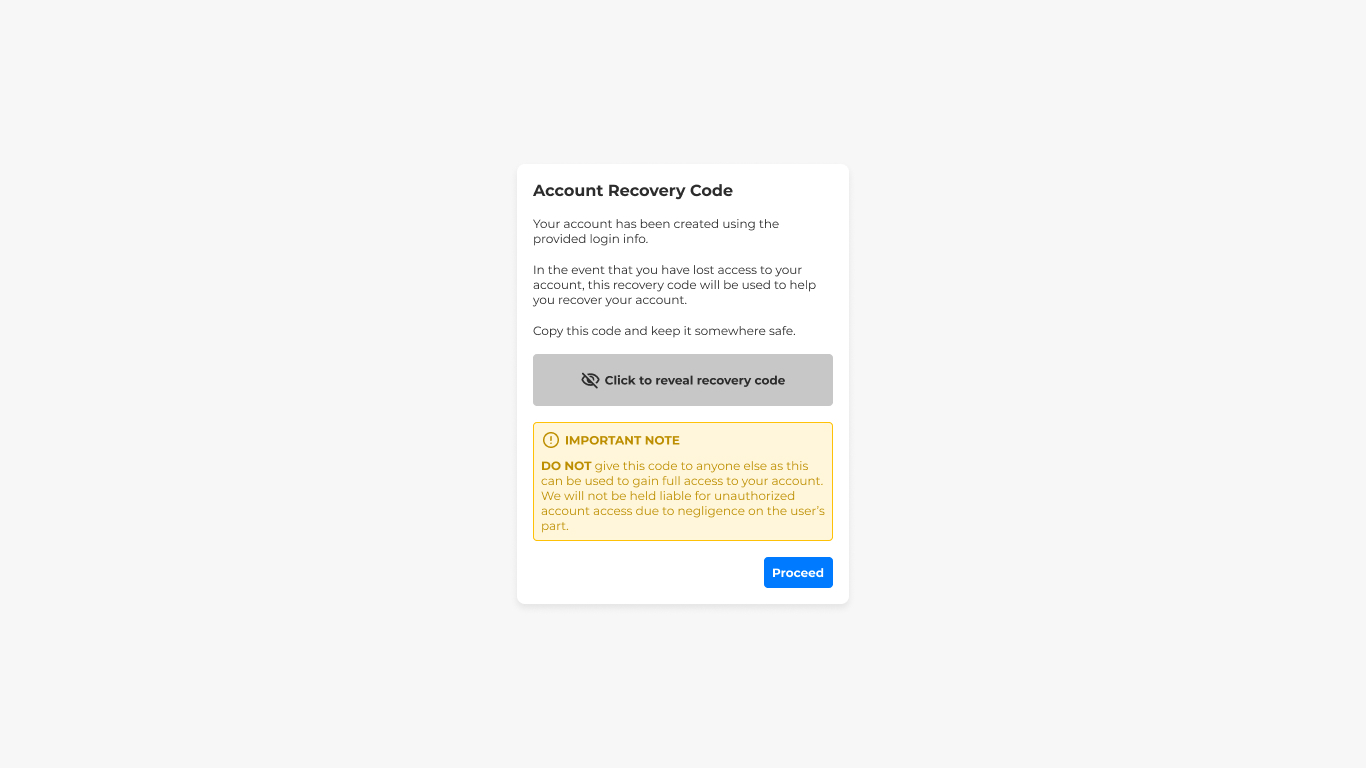 Account Recovery Code
Your account has been created using the
provided login info.
In the event that you have lost access to your
account, this recovery code will be used to help
you recover your account.
Copy this code and keep it somewhere safe.
Click to reveal recovery code
IMPORTANT NOTE
DO NOT give this code to anyone else as this
can be used to gain full access to your account.
We will not be held liable for unauthorized
account access due to negligence on the user’s
part.
Proceed